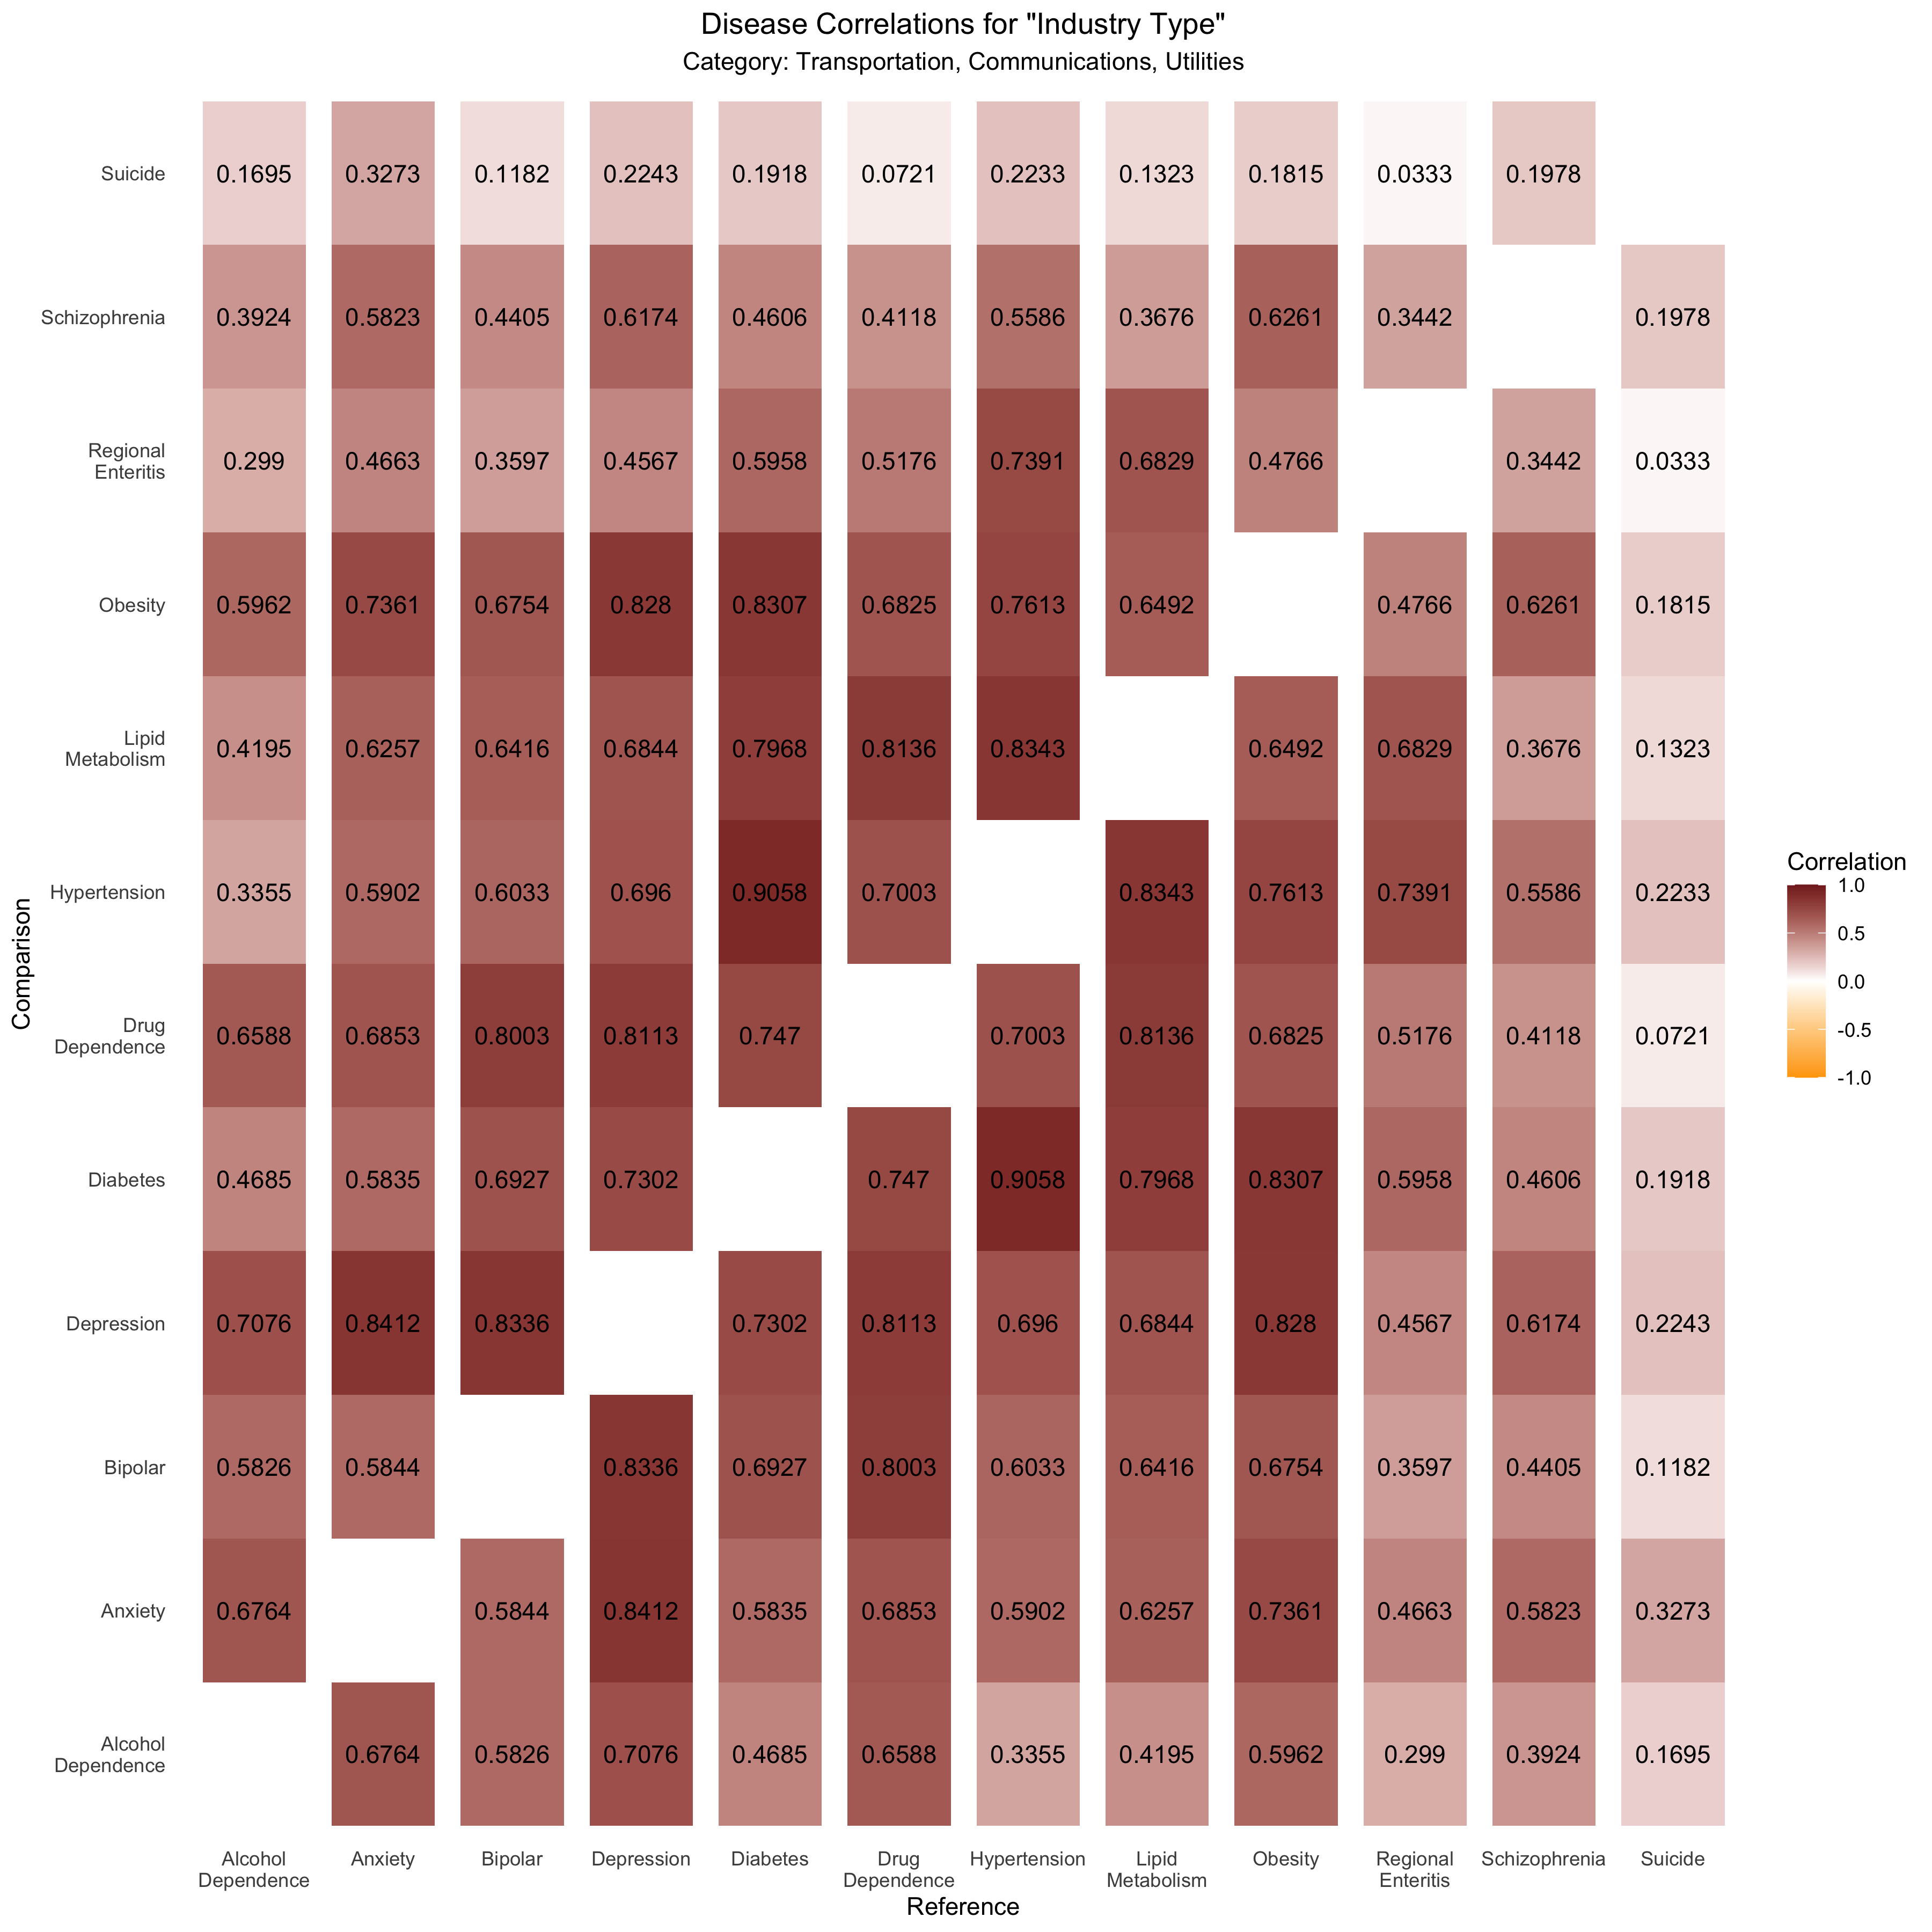 Disease Correlations for "Industry Type"
Category: Transportation, Communications, Utilities
Suicide 0.1695 0.3273 0.1182 0.2243 0.1918 0.0721 0.2233 0.1323 0.1815 0.0333 0.1978
Schizophrenia 0.3924 0.5823 0.4405 0.6174 0.4606 0.4118 0.5586 0.3676 0.6261 0.3442 0.1978
Regional
Enteritis 0.299 0.4663 0.3597 0.4567 0.5958 0.5176 0.7391 0.6829 0.4766 0.3442 0.0333
Obesity 0.5962 0.7361 0.6754 0.828 0.8307 0.6825 0.7613 0.6492 0.4766 0.6261 0.1815
Lipid
Metabolism 0.4195 0.6257 0.6416 0.6844 0.7968 0.8136 0.8343 0.6492 0.6829 0.3676 0.1323
Hypertension 0.3355 0.5902 0.6033 0.696 0.9058 0.7003 0.8343 0.7613 0.7391 0.5586 0.2233
Drug
Dependence 0.6588 0.6853 0.8003 0.8113 0.747 0.7003 0.8136 0.6825 0.5176 0.4118 0.0721
Diabetes 0.4685 0.5835 0.6927 0.7302 0.747 0.9058 0.7968 0.8307 0.5958 0.4606 0.1918
Depression 0.7076 0.8412 0.8336 0.7302 0.8113 0.696 0.6844 0.828 0.4567 0.6174 0.2243
Bipolar 0.5826 0.5844 0.8336 0.6927 0.8003 0.6033 0.6416 0.6754 0.3597 0.4405 0.1182
Anxiety 0.6764 0.5844 0.8412 0.5835 0.6853 0.5902 0.6257 0.7361 0.4663 0.5823 0.3273
Alcohol
Dependence 0.6764 0.5826 0.7076 0.4685 0.6588 0.3355 0.4195 0.5962 0.299 0.3924 0.1695
Alcohol Anxiety Bipolar Depression Diabetes Drug Hypertension Lipid Obesity Regional Schizophrenia Suicide
Dependence Dependence Metabolism Enteritis
Reference
Comparison
Correlation
1.0
0.5
0.0
-0.5
-1.0